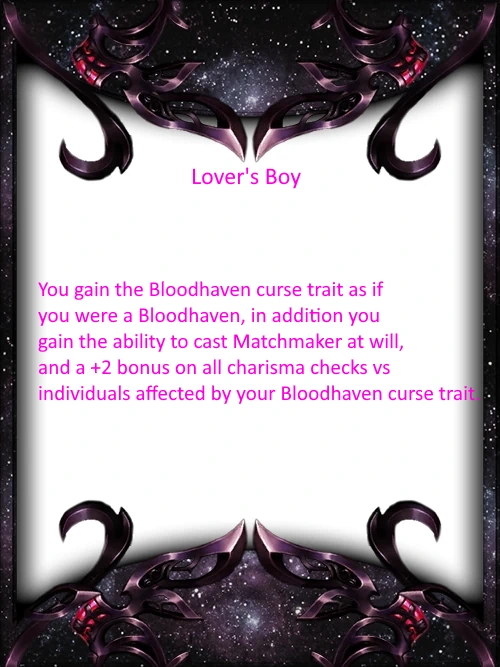 Lover's Boy
You gain the Bloodhaven curse trait as if
you were a Bloodhaven, in addition you
gain the ability to cast Matchmaker at will,
and a +2 bonus on all charisma checks vs
individuals affected by your Bloodhaven curse trait.